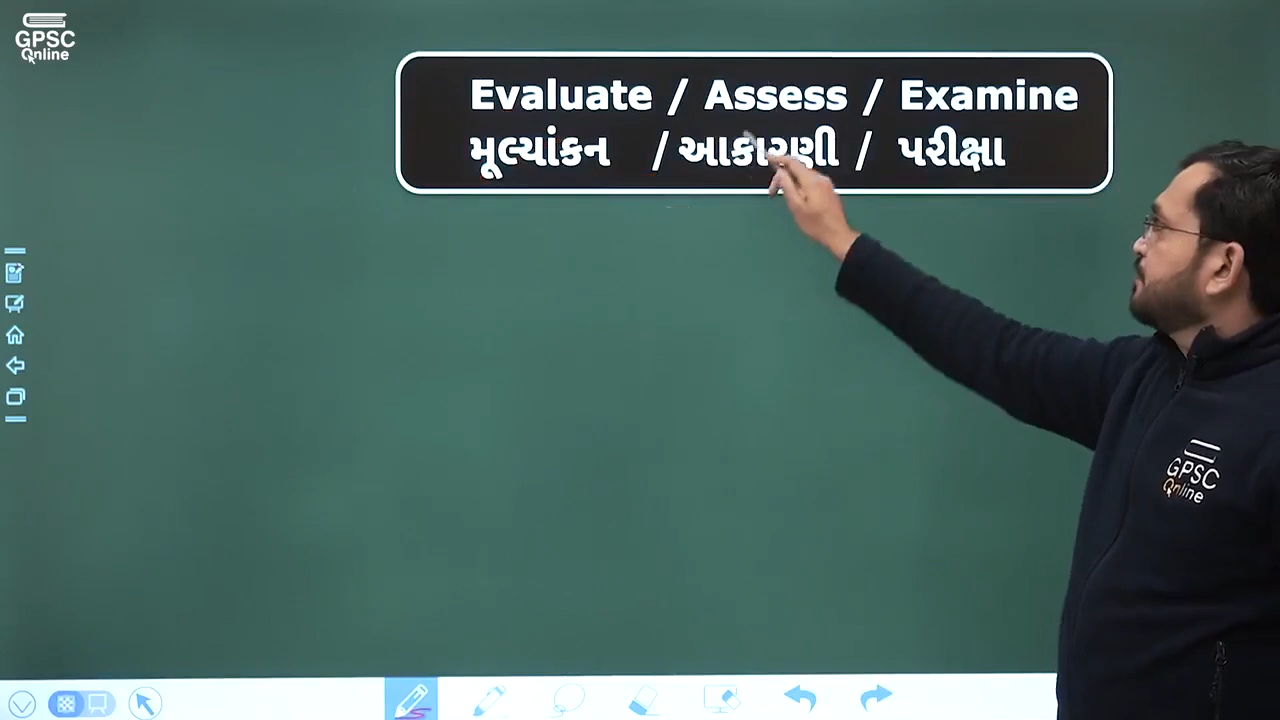 GPSC
Online
Evaluate / Assess / Examine
મૂલ્યાંકન / આકારણી / પરીક્ષા
GPSC
Online